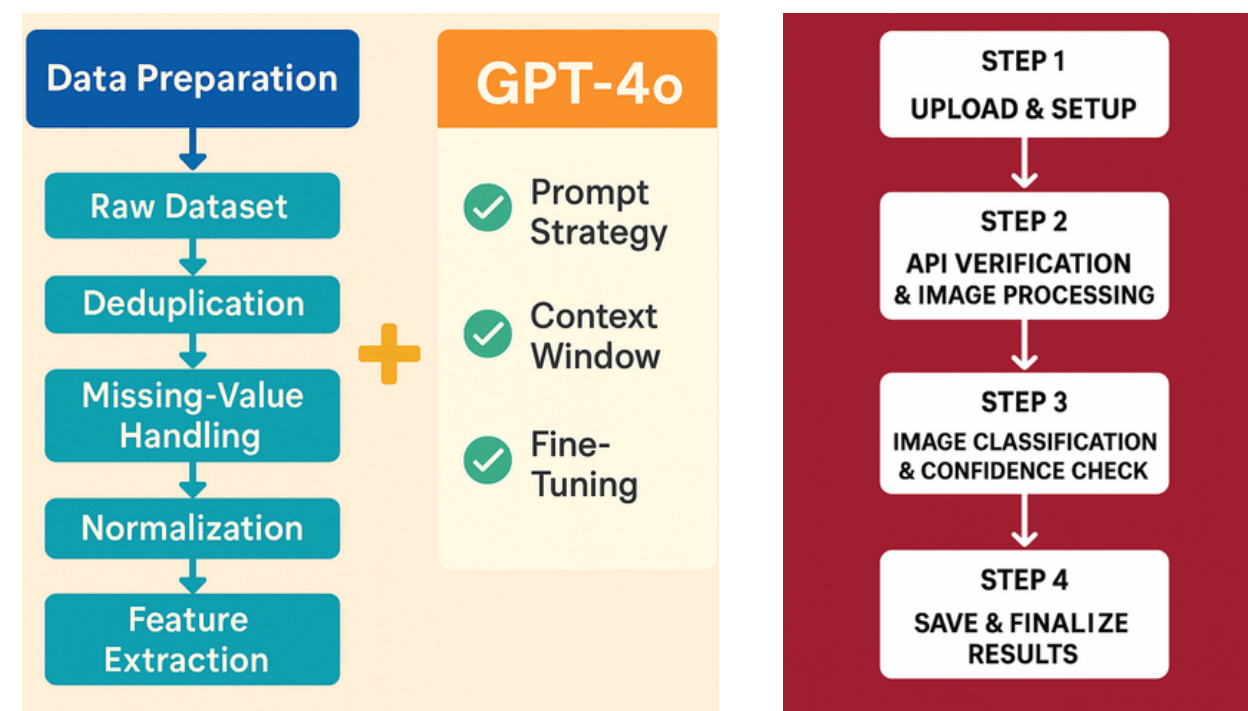 Data Preparation
Raw Dataset
Deduplication
Missing-Value
Handling
Normalization
Feature
Extraction
GPT-4o
Prompt
Strategy
Context
Window
Fine-
Tuning
STEP 1
UPLOAD & SETUP
STEP 2
API VERIFICATION
& IMAGE PROCESSING
STEP 3
IMAGE CLASSIFICATION
& CONFIDENCE CHECK
STEP 4
SAVE & FINALIZE
RESULTS